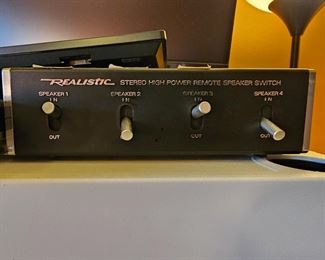 REALISTIC STEREO HIGH POWER REMOTE SPEAKER SWITCH
SPEAKER 1 SPEAKER 2 SPEAKER 3 SPEAKER 4
IN IN IN IN
OUT OUT OUT OUT